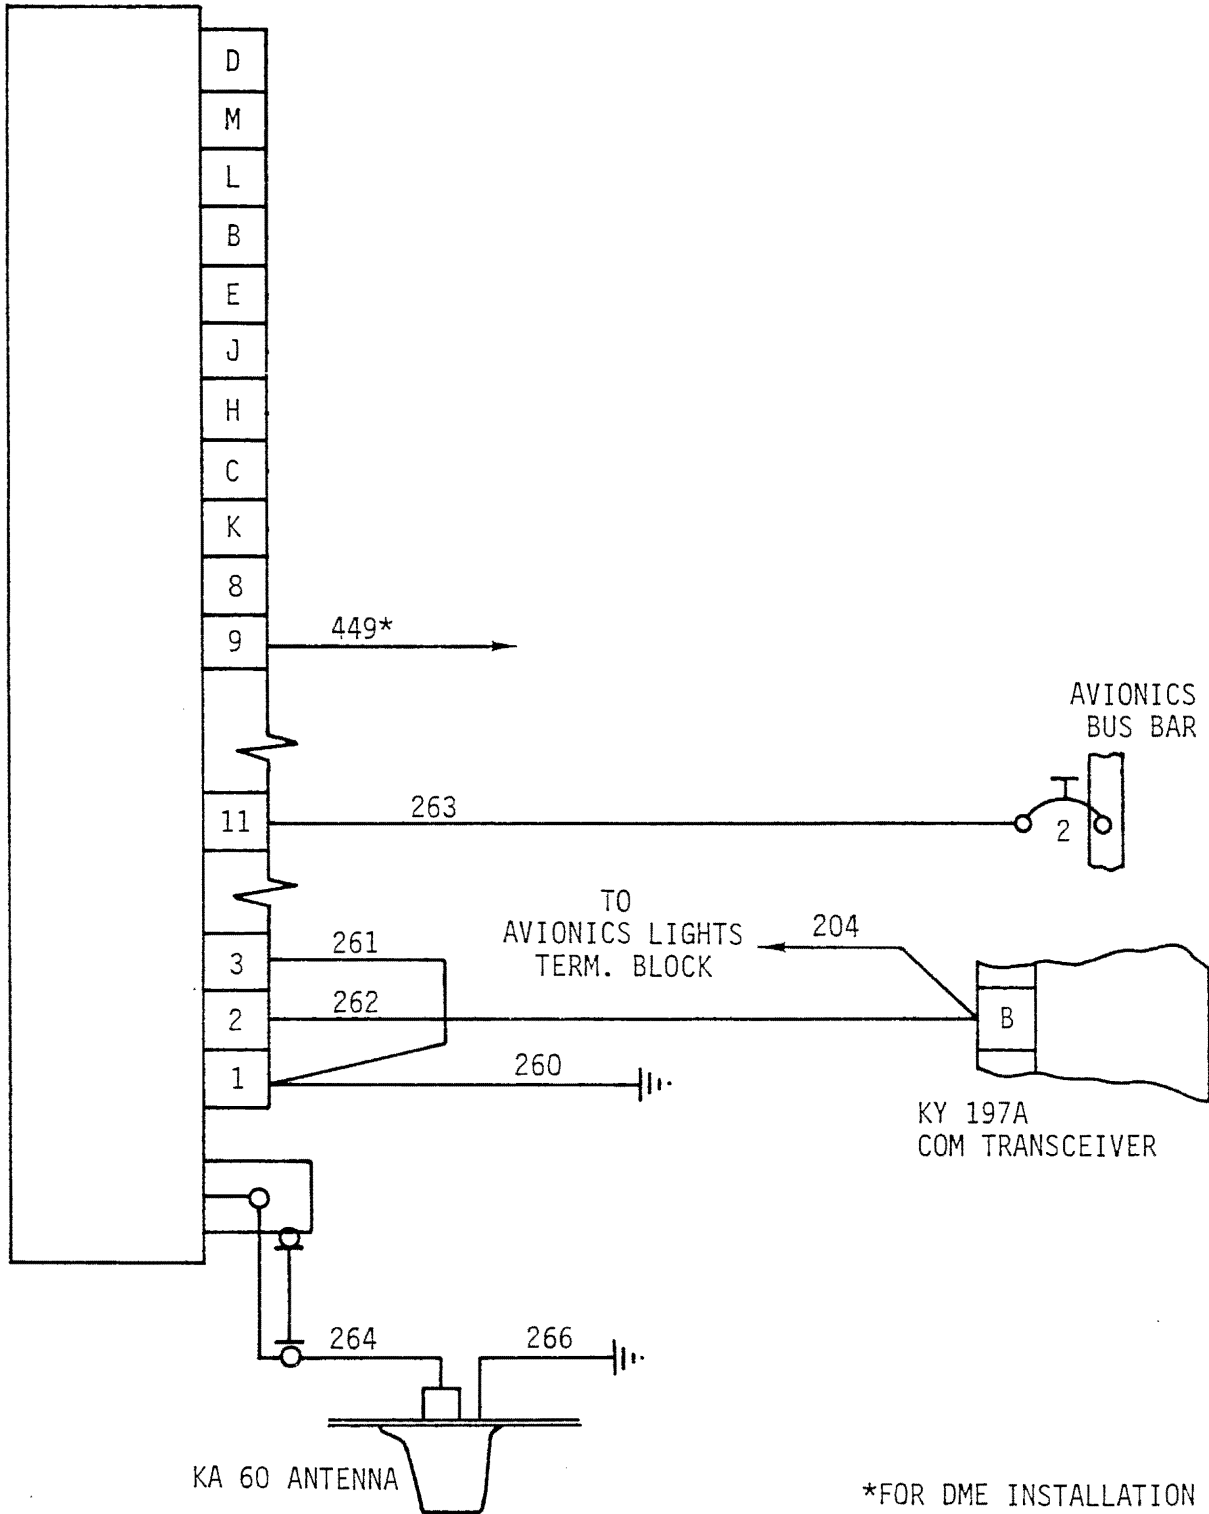 D
M
L
B
E
J
H
C
K
8
9
449*
AVIONICS
BUS BAR
11
263
2
TO
AVIONICS LIGHTS
TERM. BLOCK
204
3
261
2
262
B
1
260
KY 197A
COM TRANSCEIVER
264
266
KA 60 ANTENNA
*FOR DME INSTALLATION